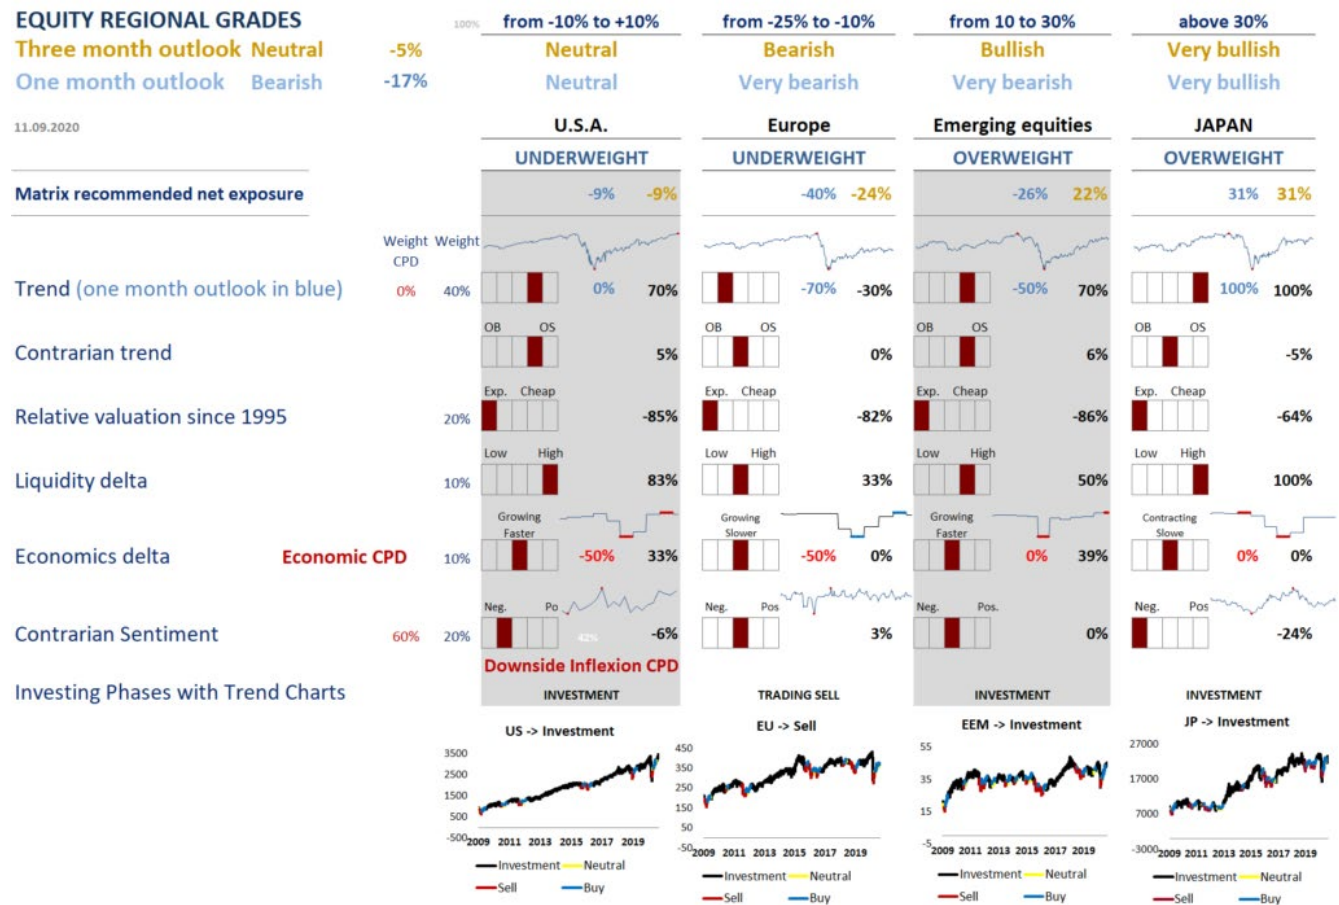 EQUITY REGIONAL GRADES 100% from -10% to +10% from -25% to -10% from 10 to 30% above 30%
Three month outlook Neutral -5% Neutral Bearish Bullish Very bullish
One month outlook Bearish -17% Neutral Very bearish Very bearish Very bullish
11.09.2020 U.S.A. Europe Emerging equities JAPAN
UNDERWEIGHT UNDERWEIGHT OVERWEIGHT OVERWEIGHT
Matrix recommended net exposure -9% -9% -40% -24% -26% 22% 31% 31%
Weight Weight
CPD
Trend (one month outlook in blue) 0% 40% 0% 70% -70% -30% -50% 70% 100% 100%
OB OS OB OS OB OS OB OS
Contrarian trend 5% 0% 6% -5%
Exp. Cheap Exp. Cheap Exp. Cheap Exp. Cheap
Relative valuation since 1995 20% -85% -82% -86% -64%
Low High Low High Low High Low High
Liquidity delta 10% 83% 33% 50% 100%
Growing Growing Growing Contracting
Faster Slower Faster Slowe
Economics delta Economic CPD 10% -50% 33% -50% 0% 0% 39% 0% 0%
Neg. Po Neg. Pos Neg. Pos. Neg. Pos
Contrarian Sentiment 60% 20% 42% -6% 3% 0% -24%
Downside Inflexion CPD
Investing Phases with Trend Charts INVESTMENT TRADING SELL INVESTMENT INVESTMENT
US -> Investment EU -> Sell EEM -> Investment JP -> Investment
3500 450 55 27000
2500 350 35 17000
1500 250 15 7000
500 150 -5 -3000
-500 50
-50
2009 2011 2013 2015 2017 2019 2009 2011 2013 2015 2017 2019 2009 2011 2013 2015 2017 2019 2009 2011 2013 2015 2017 2019
Investment Neutral Investment Neutral Investment Neutral Investment Neutral
Sell Buy Sell Buy Sell Buy Sell Buy